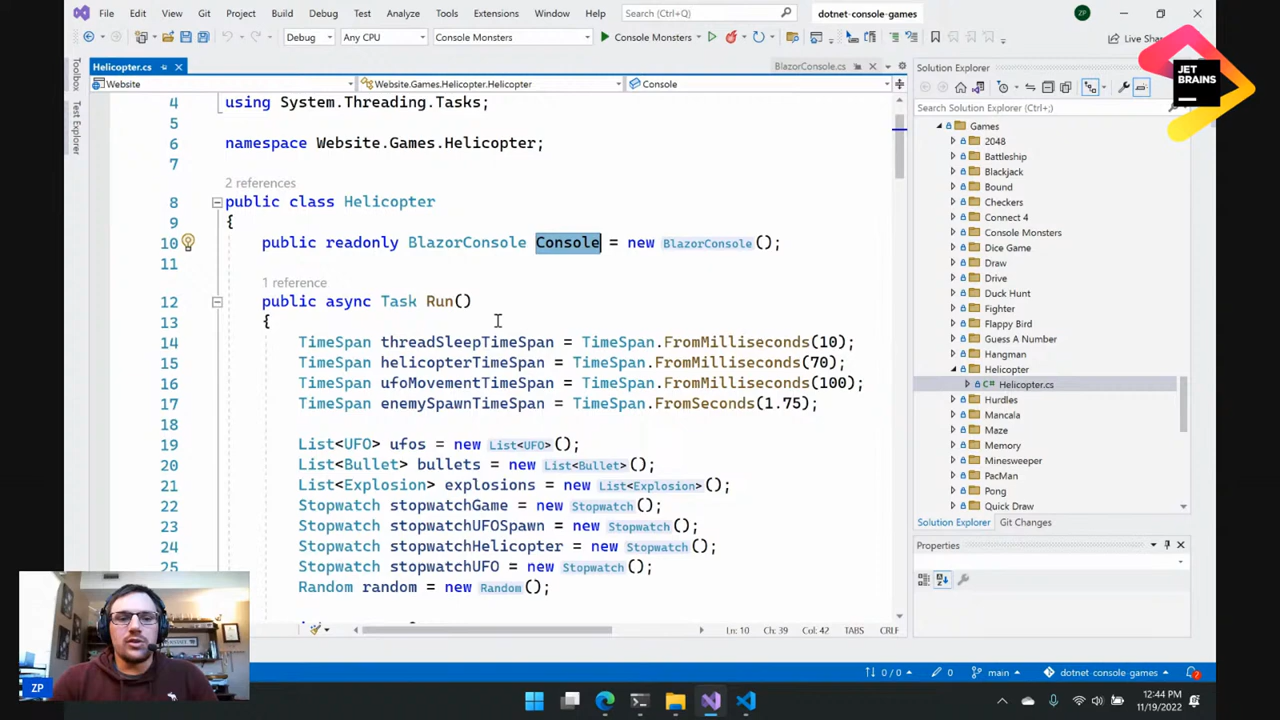 File Edit View Git Project Build Debug Test Analyze Tools Extensions Window Help Search (Ctrl+Q) dotnet-console-games ZP
Debug Any CPU Console Monsters Console Monsters Live Share
JET
BRAINS
Toolbox
Test Explorer
Helicopter.cs BlazorConsole.cs
Website Website.Games.Helicopter.Helicopter Console
4 using System.Threading.Tasks;
5
6 namespace Website.Games.Helicopter;
7
2 references
8 public class Helicopter
9 {
10 public readonly BlazorConsole Console = new BlazorConsole();
11
1 reference
12 public async Task Run()
13 {
14 TimeSpan threadSleepTimeSpan = TimeSpan.FromMilliseconds(10);
15 TimeSpan helicopterTimeSpan = TimeSpan.FromMilliseconds(70);
16 TimeSpan ufoMovementTimeSpan = TimeSpan.FromMilliseconds(100);
17 TimeSpan enemySpawnTimeSpan = TimeSpan.FromSeconds(1.75);
18
19 List<UFO> ufos = new List<UFO>();
20 List<Bullet> bullets = new List<Bullet>();
21 List<Explosion> explosions = new List<Explosion>();
22 Stopwatch stopwatchGame = new Stopwatch();
23 Stopwatch stopwatchUFOSpawn = new Stopwatch();
24 Stopwatch stopwatchHelicopter = new Stopwatch();
25 Stopwatch stopwatchUFO = new Stopwatch();
Random random = new Random();
Ln: 10 Ch: 39 Col: 42 TABS CRLF
Solution Explorer
Search Solution Explorer (Ctrl+;)
Games
2048
Battleship
Blackjack
Bound
Checkers
Connect 4
Console Monsters
Dice Game
Draw
Drive
Duck Hunt
Fighter
Flappy Bird
Guess A Number
Hangman
Helicopter
C# Helicopter.cs
Hurdles
Mancala
Maze
Memory
Minesweeper
PacMan
Pong
Quick Draw
Solution Explorer Git Changes
Properties
0 / 0 0 main dotnet-console-games 2
ZP
12:44 PM
11/19/2022